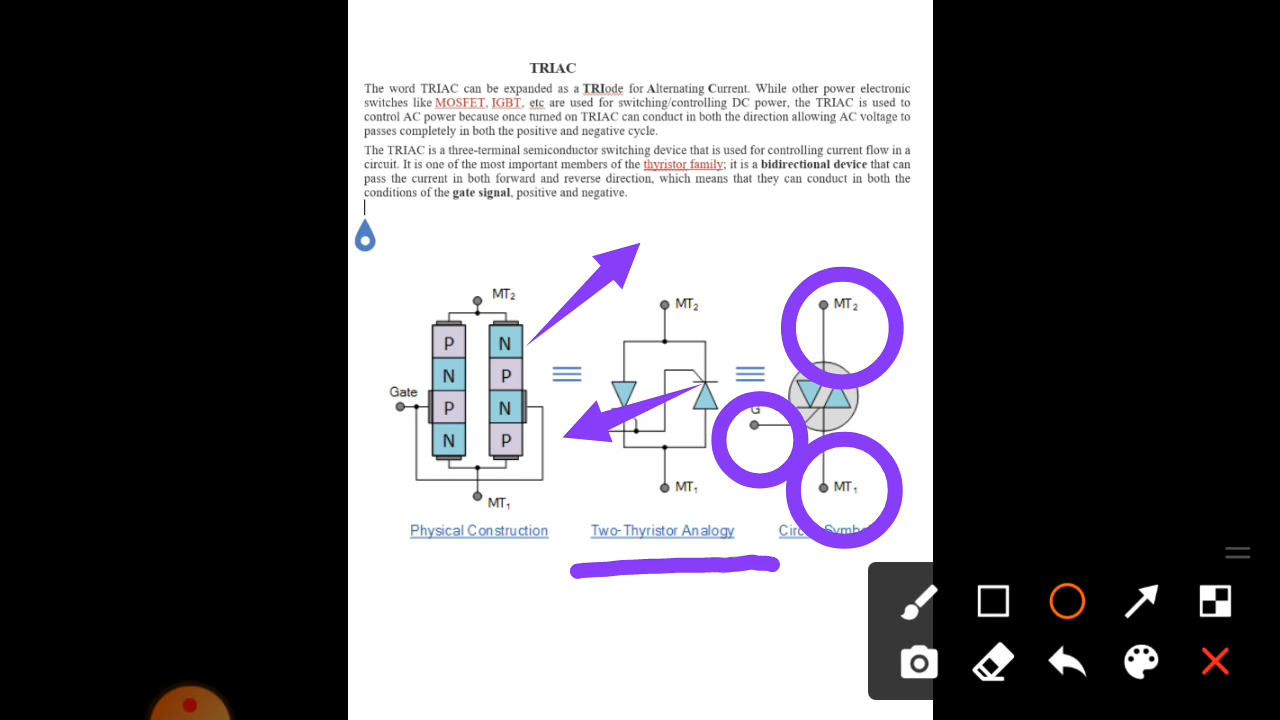 TRIAC
The word TRIAC can be expanded as a TRIode for Alternating Current. While other power electronic
switches like MOSFET, IGBT, etc are used for switching/controlling DC power, the TRIAC is used to
control AC power because once turned on TRIAC can conduct in both the direction allowing AC voltage to
passes completely in both the positive and negative cycle.
The TRIAC is a three-terminal semiconductor switching device that is used for controlling current flow in a
circuit. It is one of the most important members of the thyristor family; it is a bidirectional device that can
pass the current in both forward and reverse direction, which means that they can conduct in both the
conditions of the gate signal, positive and negative.
MT2 MT2 MT2
P N
N P
Gate P N G
N P
MT1 MT1 MT1
Physical Construction Two-Thyristor Analogy